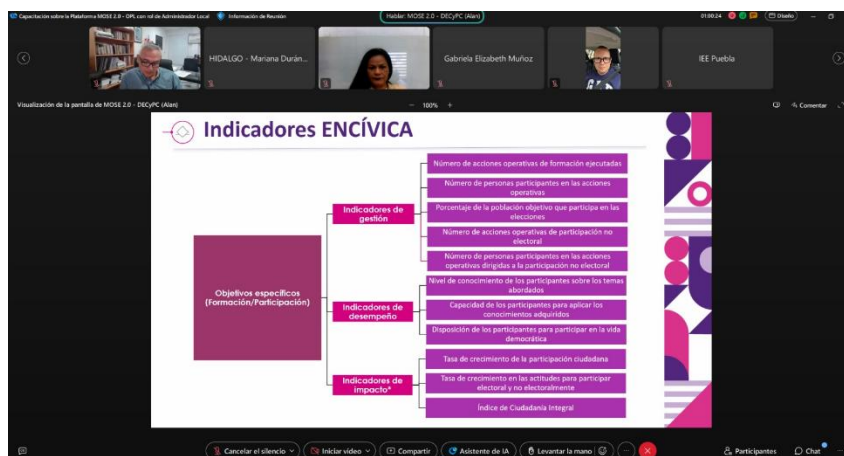 Capacitación sobre la Plataforma MOSE 2.0 - OPL con rol de Administrador Local
Información de Reunión
Hablar: MOSE 2.0 - DECyPC (Alan)
01:00:24
Diseño
HIDALGO - Mariana Durán...
Gabriela Elizabeth Muñoz
IEE Puebla
Visualización de la pantalla de MOSE 2.0 - DECyPC (Alan)
100%
Comentar
Indicadores ENCÍVICA
Objetivos específicos
(Formación/Participación)
Indicadores de
gestión
Número de acciones operativas de formación ejecutadas
Número de personas participantes en las acciones
operativas
Porcentaje de la población objetivo que participa en las
elecciones
Número de acciones operativas de participación no
electoral
Número de personas participantes en las acciones
operativas dirigidas a la participación no electoral
Indicadores de
desempeño
Nivel de conocimiento de los participantes sobre los temas
abordados
Capacidad de los participantes para aplicar los
conocimientos adquiridos
Disposición de los participantes para participar en la vida
democrática
Indicadores de
impacto*
Tasa de crecimiento de la participación ciudadana
Tasa de crecimiento en las actitudes para participar
electoral y no electoralmente
Índice de Ciudadanía Integral
Cancelar el silencio
Iniciar video
Compartir
Asistente de IA
Levantar la mano
Participantes
Chat